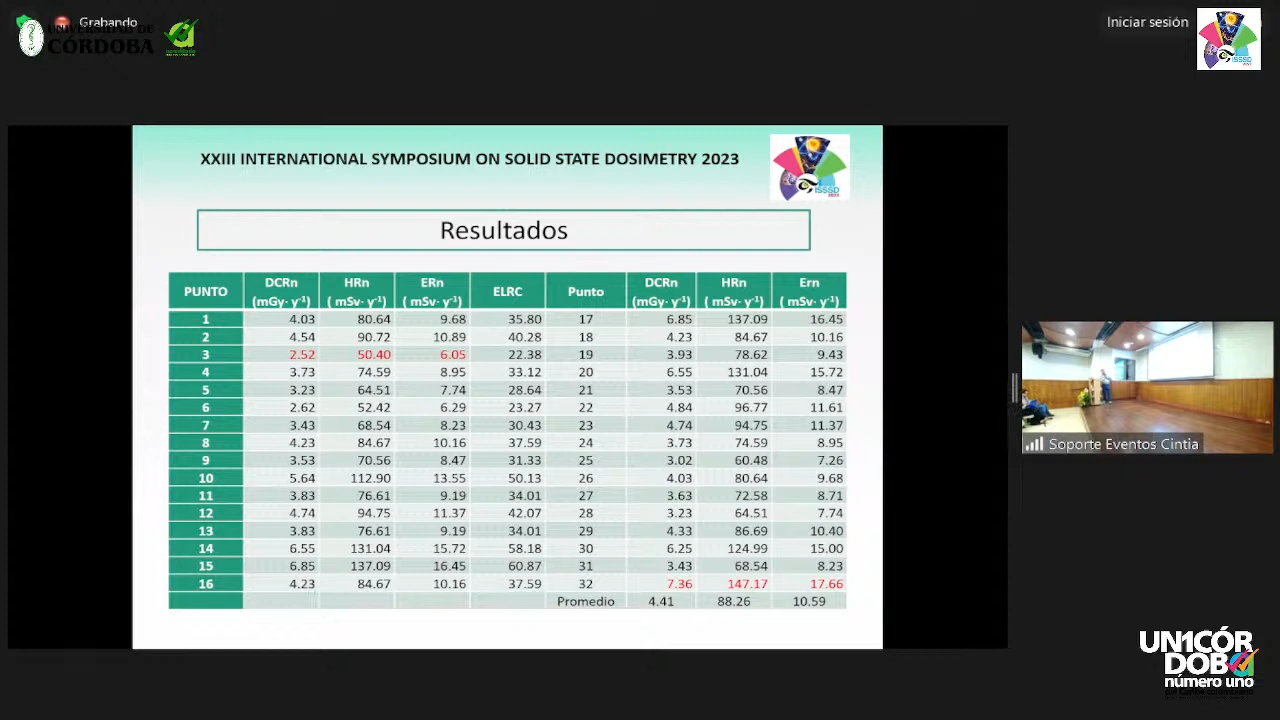 Grabando
UNIVERSIDAD DE
CÓRDOBA
Iniciar sesión
ISSSD
XXIII INTERNATIONAL SYMPOSIUM ON SOLID STATE DOSIMETRY 2023
ISSSD
2023
Resultados
PUNTO DCRn (mGy· y⁻¹) HRn ( mSv· y⁻¹) ERn ( mSv· y⁻¹) ELRC Punto DCRn (mGy· y⁻¹) HRn ( mSv· y⁻¹) Ern ( mSv· y⁻¹)
1 4.03 80.64 9.68 35.80 17 6.85 137.09 16.45
2 4.54 90.72 10.89 40.28 18 4.23 84.67 10.16
3 2.52 50.40 6.05 22.38 19 3.93 78.62 9.43
4 3.73 74.59 8.95 33.12 20 6.55 131.04 15.72
5 3.23 64.51 7.74 28.64 21 3.53 70.56 8.47
6 2.62 52.42 6.29 23.27 22 4.84 96.77 11.61
7 3.43 68.54 8.23 30.43 23 4.74 94.75 11.37
8 4.23 84.67 10.16 37.59 24 3.73 74.59 8.95
9 3.53 70.56 8.47 31.33 25 3.02 60.48 7.26
10 5.64 112.90 13.55 50.13 26 4.03 80.64 9.68
11 3.83 76.61 9.19 34.01 27 3.63 72.58 8.71
12 4.74 94.75 11.37 42.07 28 3.23 64.51 7.74
13 3.83 76.61 9.19 34.01 29 4.33 86.69 10.40
14 6.55 131.04 15.72 58.18 30 6.25 124.99 15.00
15 6.85 137.09 16.45 60.87 31 3.43 68.54 8.23
16 4.23 84.67 10.16 37.59 32 7.36 147.17 17.66
Promedio 4.41 88.26 10.59
Soporte Eventos Cintia
UN1CÓR
DOBA
número uno
del Caribe colombiano